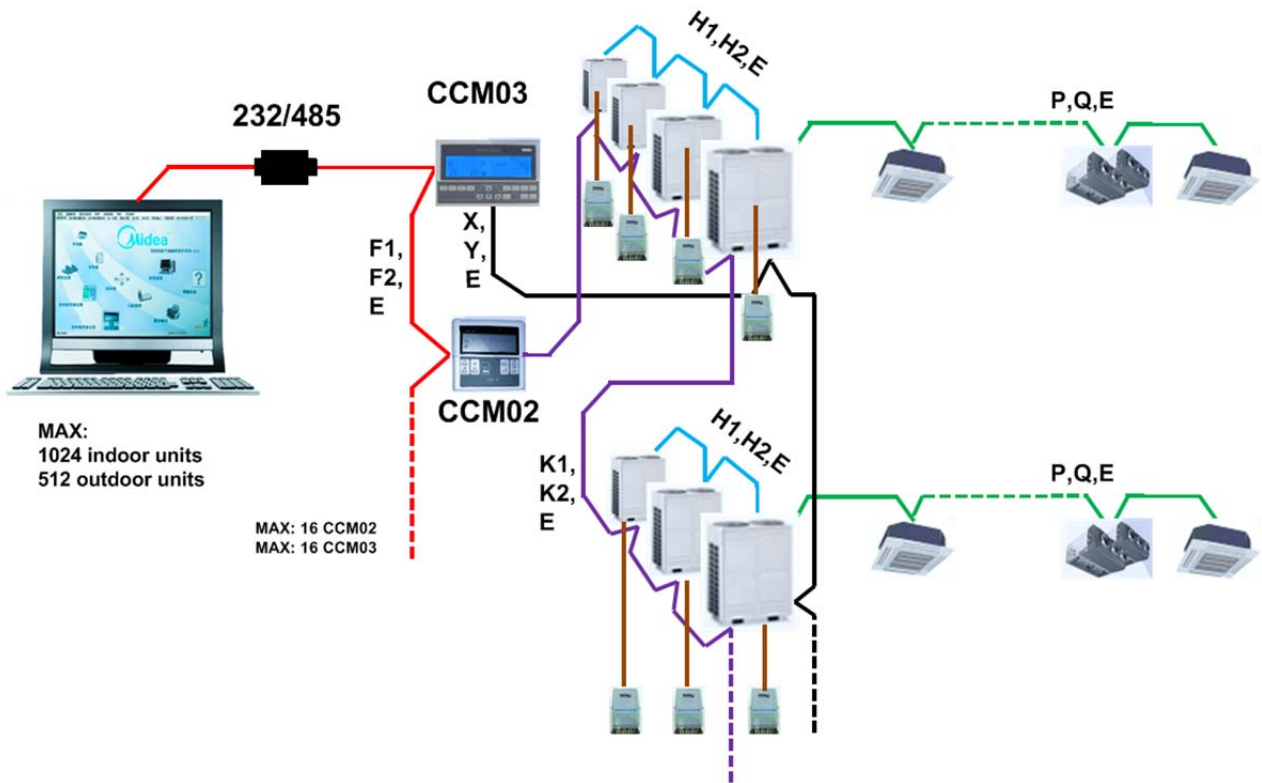 H1,H2,E
CCM03
232/485
P,Q,E
Midea
X,
Y,
E
F1,
F2,
E
CCM02
MAX:
1024 indoor units
512 outdoor units
H1,H2,E
K1,
K2,
E
P,Q,E
MAX: 16 CCM02
MAX: 16 CCM03